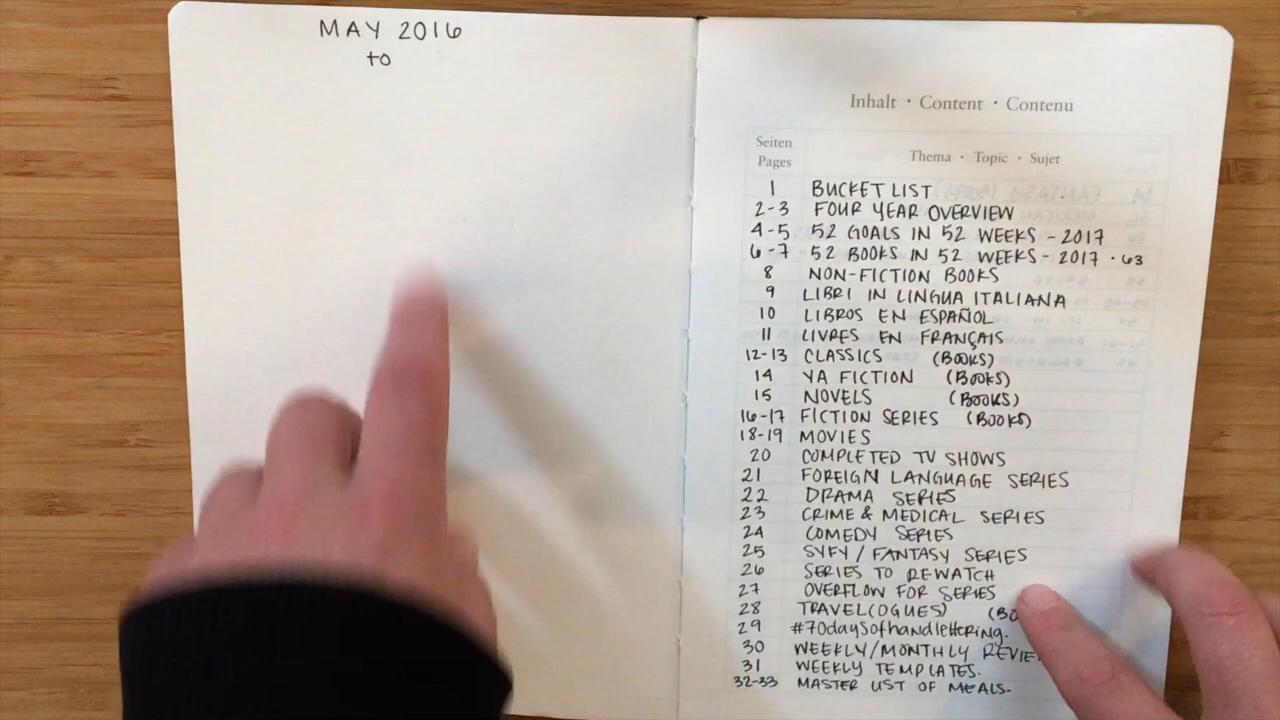 MAY 2016
to
Inhalt · Content · Contenu
Seiten
Pages
Thema · Topic · Sujet
1 BUCKET LIST
2-3 FOUR YEAR OVERVIEW
4-5 52 GOALS IN 52 WEEKS - 2017
6-7 52 BOOKS IN 52 WEEKS - 2017 · 63
8 NON-FICTION BOOKS
9 LIBRI IN LINGUA ITALIANA
10 LIBROS EN ESPAÑOL
11 LIVRES EN FRANÇAIS
12-13 CLASSICS (BOOKS)
14 YA FICTION (BOOKS)
15 NOVELS (BOOKS)
16-17 FICTION SERIES (BOOKS)
18-19 MOVIES
20 COMPLETED TV SHOWS
21 FOREIGN LANGUAGE SERIES
22 DRAMA SERIES
23 CRIME & MEDICAL SERIES
24 COMEDY SERIES
25 SYFY / FANTASY SERIES
26 SERIES TO REWATCH
27 OVERFLOW FOR SERIES
28 TRAVEL(OGUES)
29 #70daysofhandlettering.
30 WEEKLY/MONTHLY
31 WEEKLY TEMPLATES.
32-33 MASTER LIST OF MEALS.